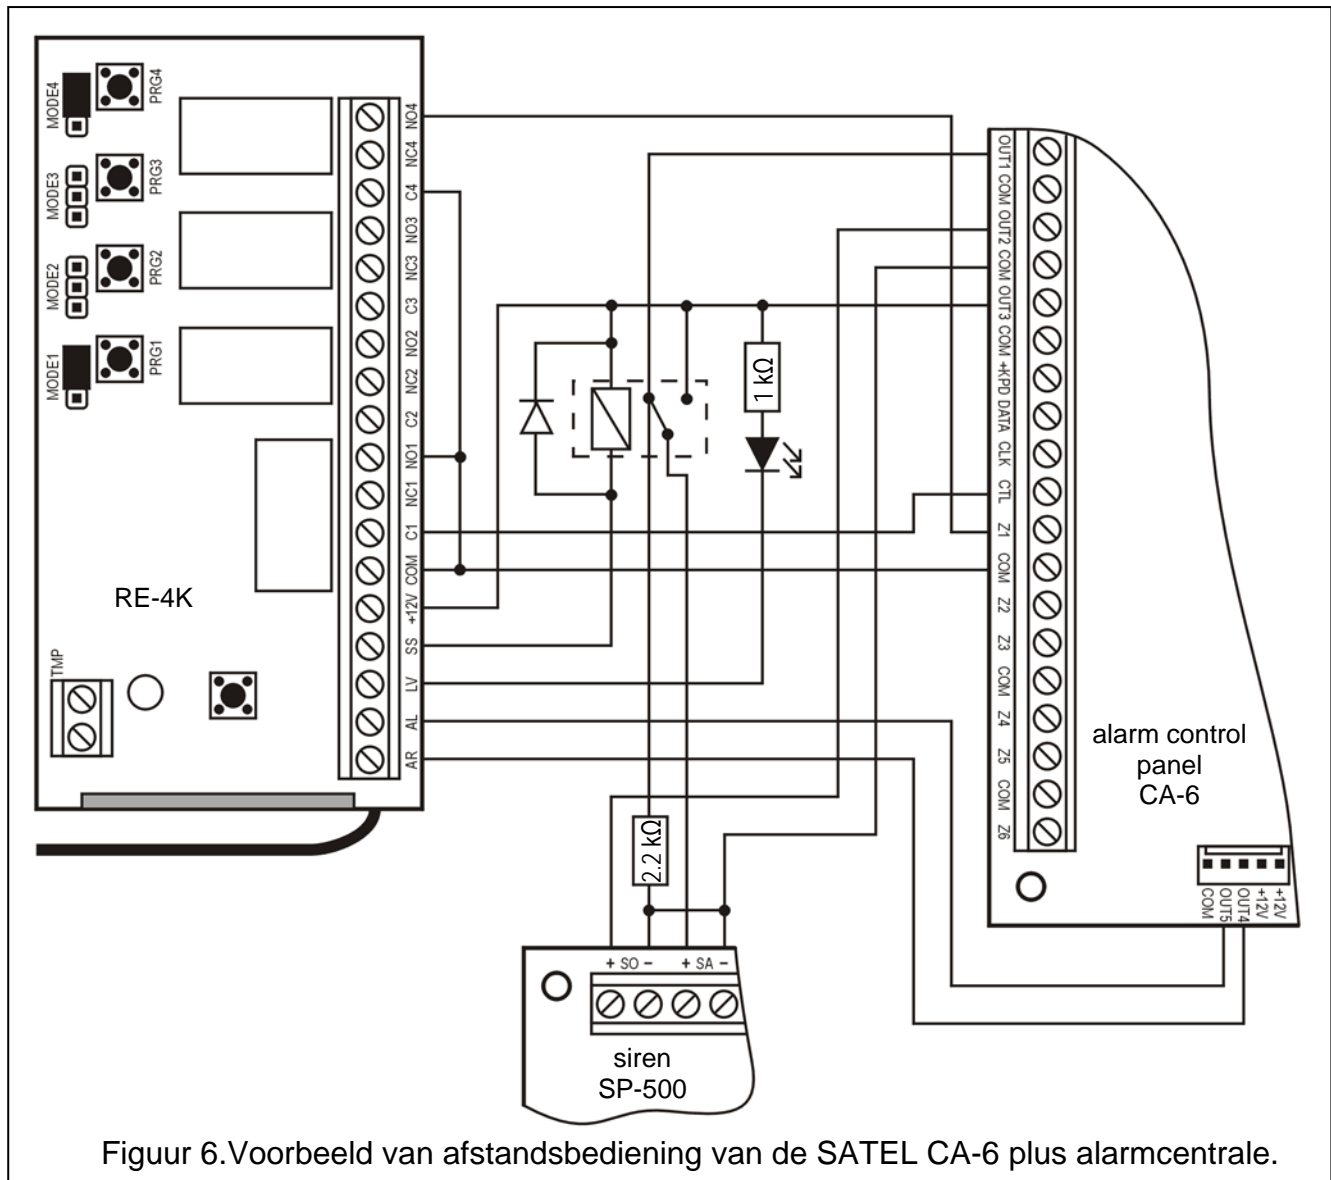 MODE4
PRG4
MODE3
PRG3
MODE2
PRG2
MODE1
PRG1
RE-4K
TMP
NO4
NC4
C4
NO3
NC3
C3
NO2
NC2
C2
NO1
NC1
C1
COM
+12V
SS
LV
AL
AR
1 kΩ
2.2 kΩ
OUT1
COM
OUT2
COM
OUT3
COM
+KPD
DATA
CLK
CTL
Z1
COM
Z2
Z3
COM
Z4
Z5
COM
Z6
alarm control
panel
CA-6
COM
OUT5
OUT4
+12V
+12V
+ SO − + SA −
siren
SP-500
Figuur 6.Voorbeeld van afstandsbediening van de SATEL CA-6 plus alarmcentrale.